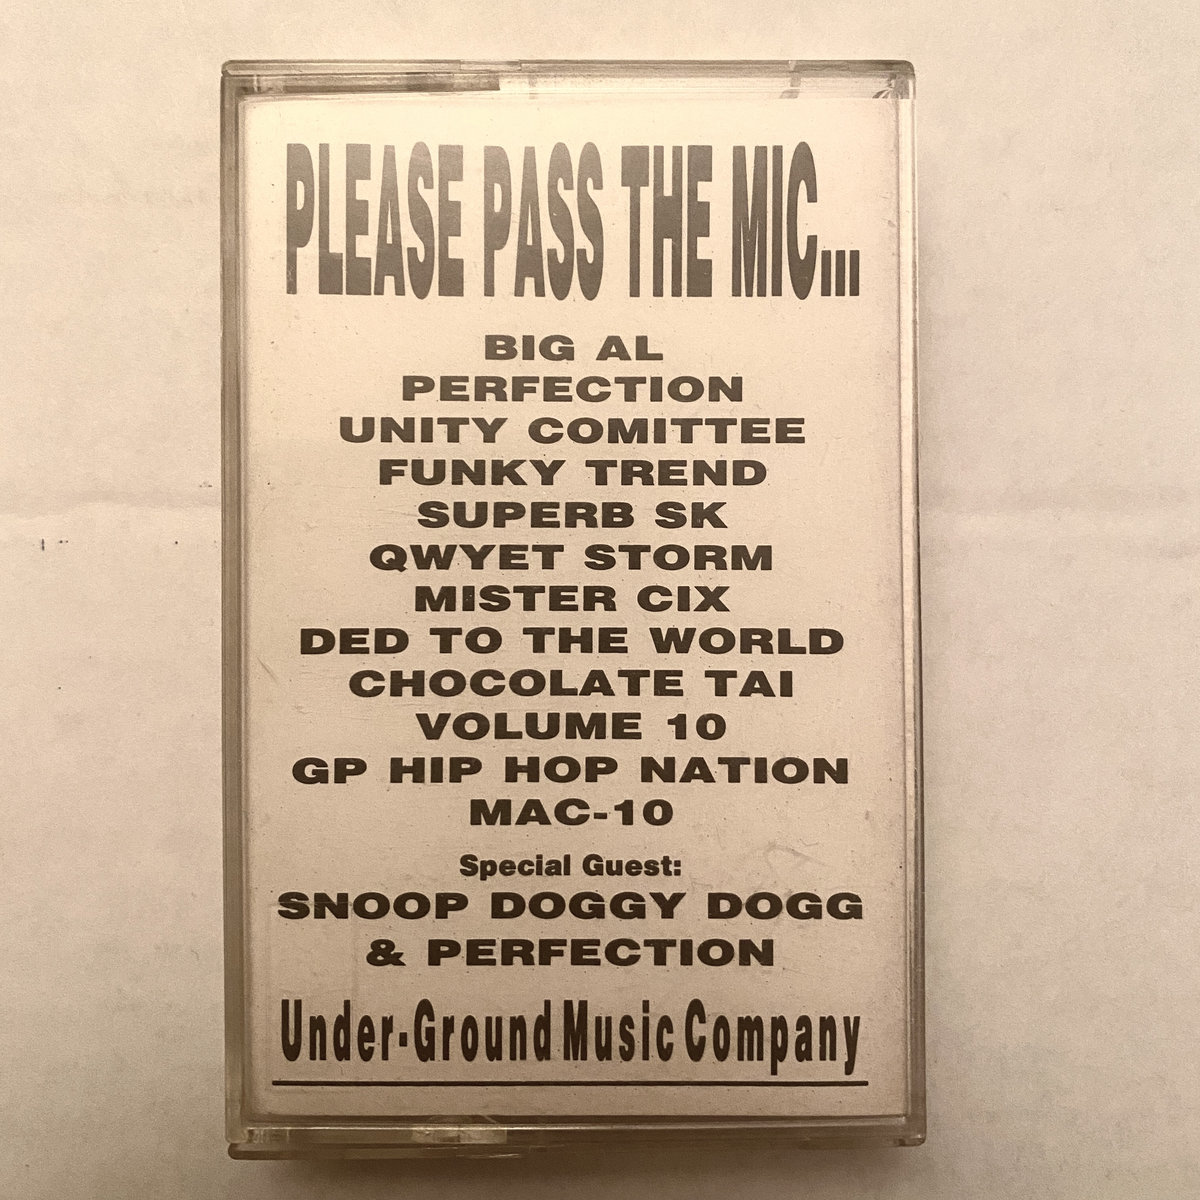 PLEASE PASS THE MIC...
BIG AL
PERFECTION
UNITY COMITTEE
FUNKY TREND
SUPERB SK
QWYET STORM
MISTER CIX
DED TO THE WORLD
CHOCOLATE TAI
VOLUME 10
GP HIP HOP NATION
MAC-10
Special Guest:
SNOOP DOGGY DOGG
& PERFECTION
Under-Ground Music Company